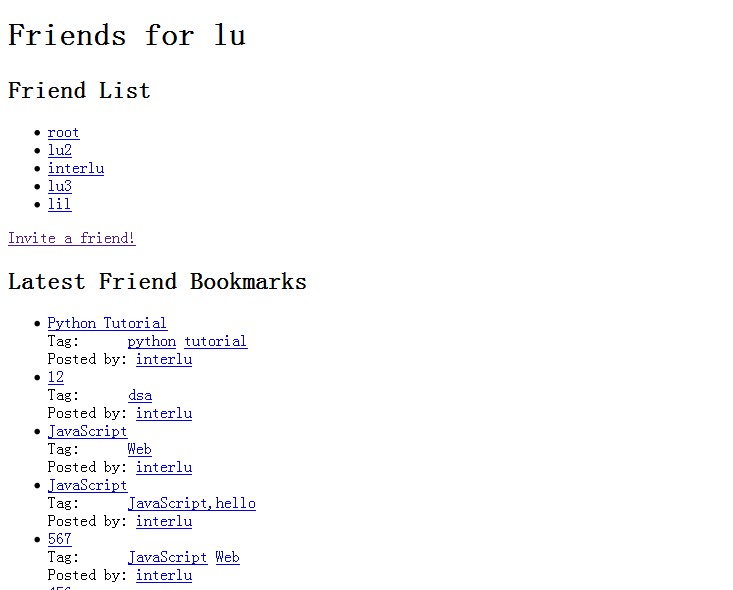 Friends for lu
Friend List
root
lu2
interlu
lu3
lil
Invite a friend!
Latest Friend Bookmarks
Python Tutorial
Tag: python tutorial
Posted by: interlu
12
Tag: dsa
Posted by: interlu
JavaScript
Tag: Web
Posted by: interlu
JavaScript
Tag: JavaScript,hello
Posted by: interlu
567
Tag: JavaScript Web
Posted by: interlu